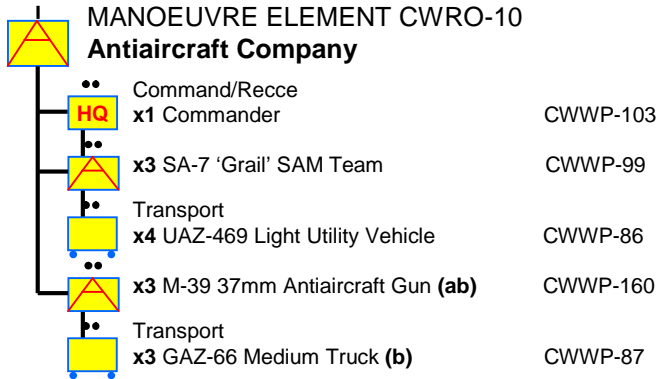 MANOEUVRE ELEMENT CWRO-10
Antiaircraft Company
Command/Recce
HQ x1 Commander CWWP-103
x3 SA-7 ‘Grail’ SAM Team CWWP-99
Transport
x4 UAZ-469 Light Utility Vehicle CWWP-86
x3 M-39 37mm Antiaircraft Gun (ab) CWWP-160
Transport
x3 GAZ-66 Medium Truck (b) CWWP-87